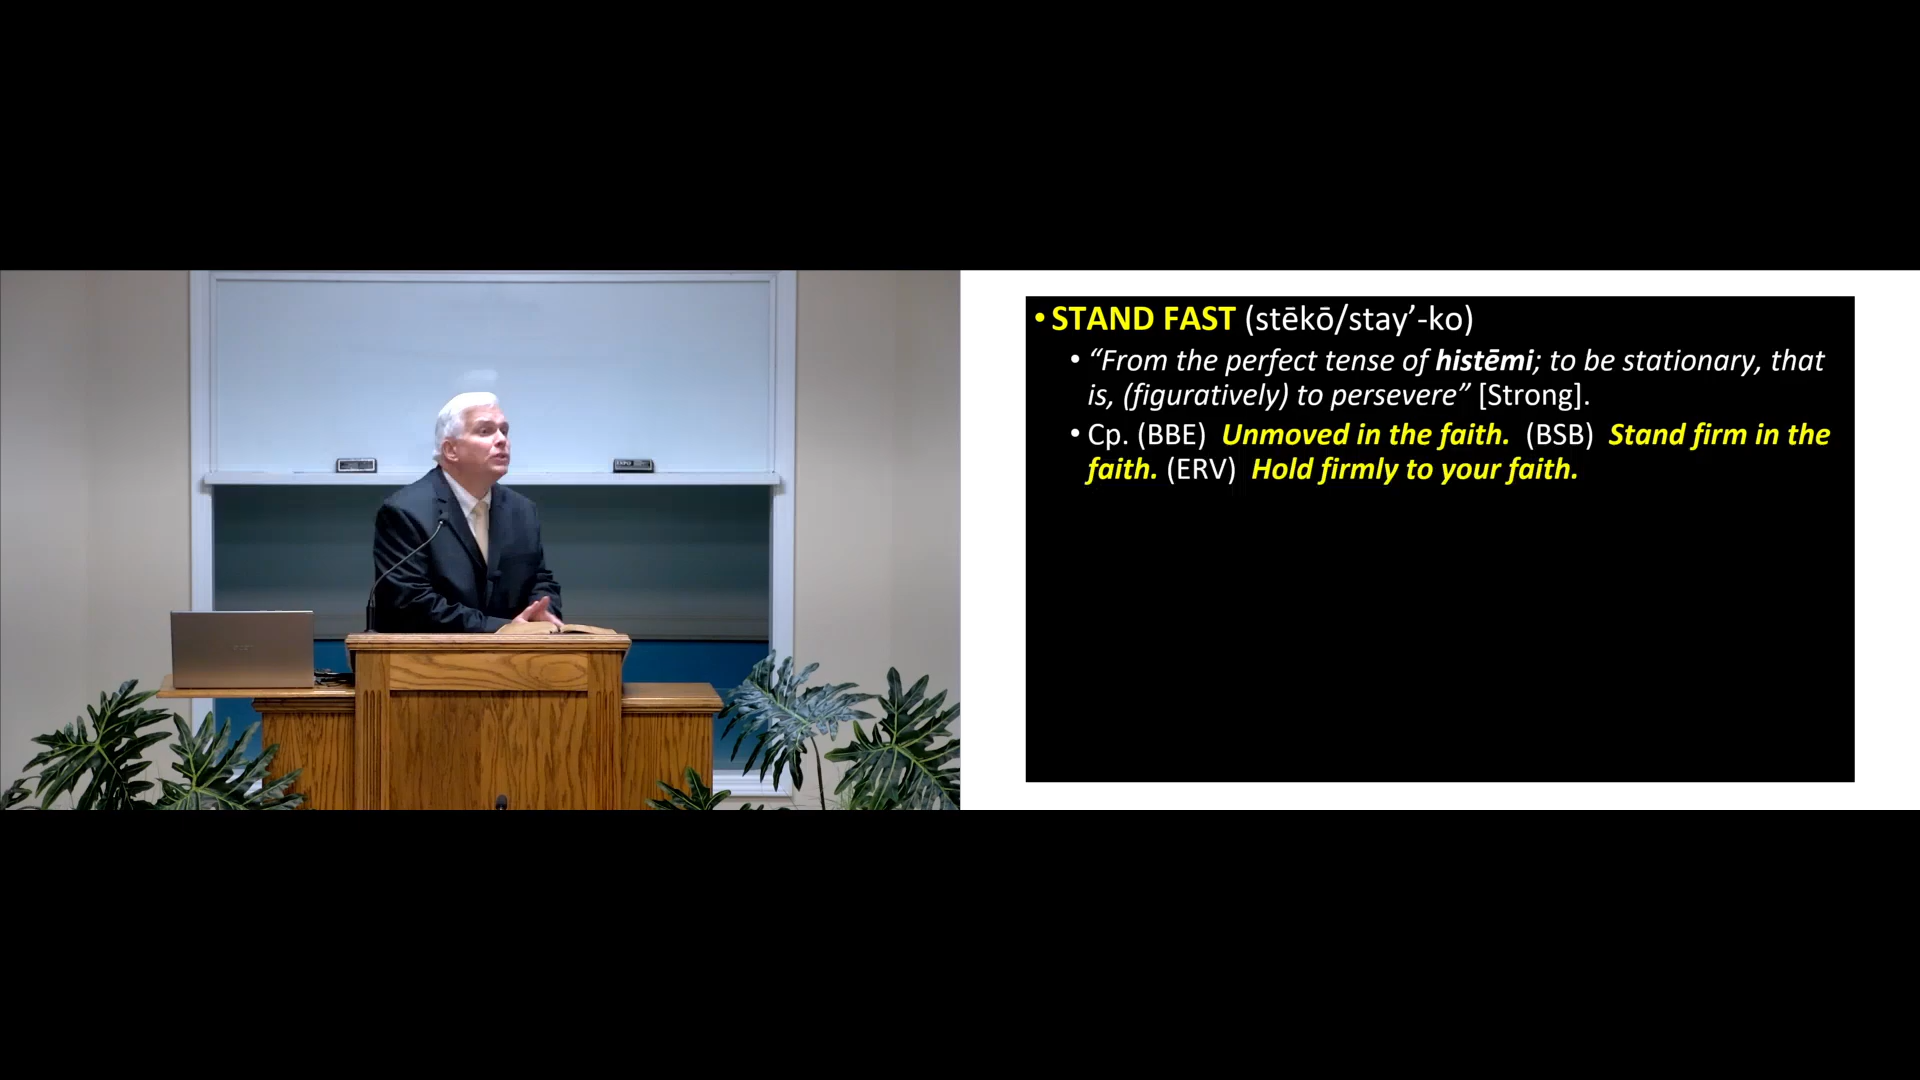 • STAND FAST (stēkō/stay’-ko)
• “From the perfect tense of histēmi; to be stationary, that
is, (figuratively) to persevere” [Strong].
• Cp. (BBE) Unmoved in the faith. (BSB) Stand firm in the
faith. (ERV) Hold firmly to your faith.